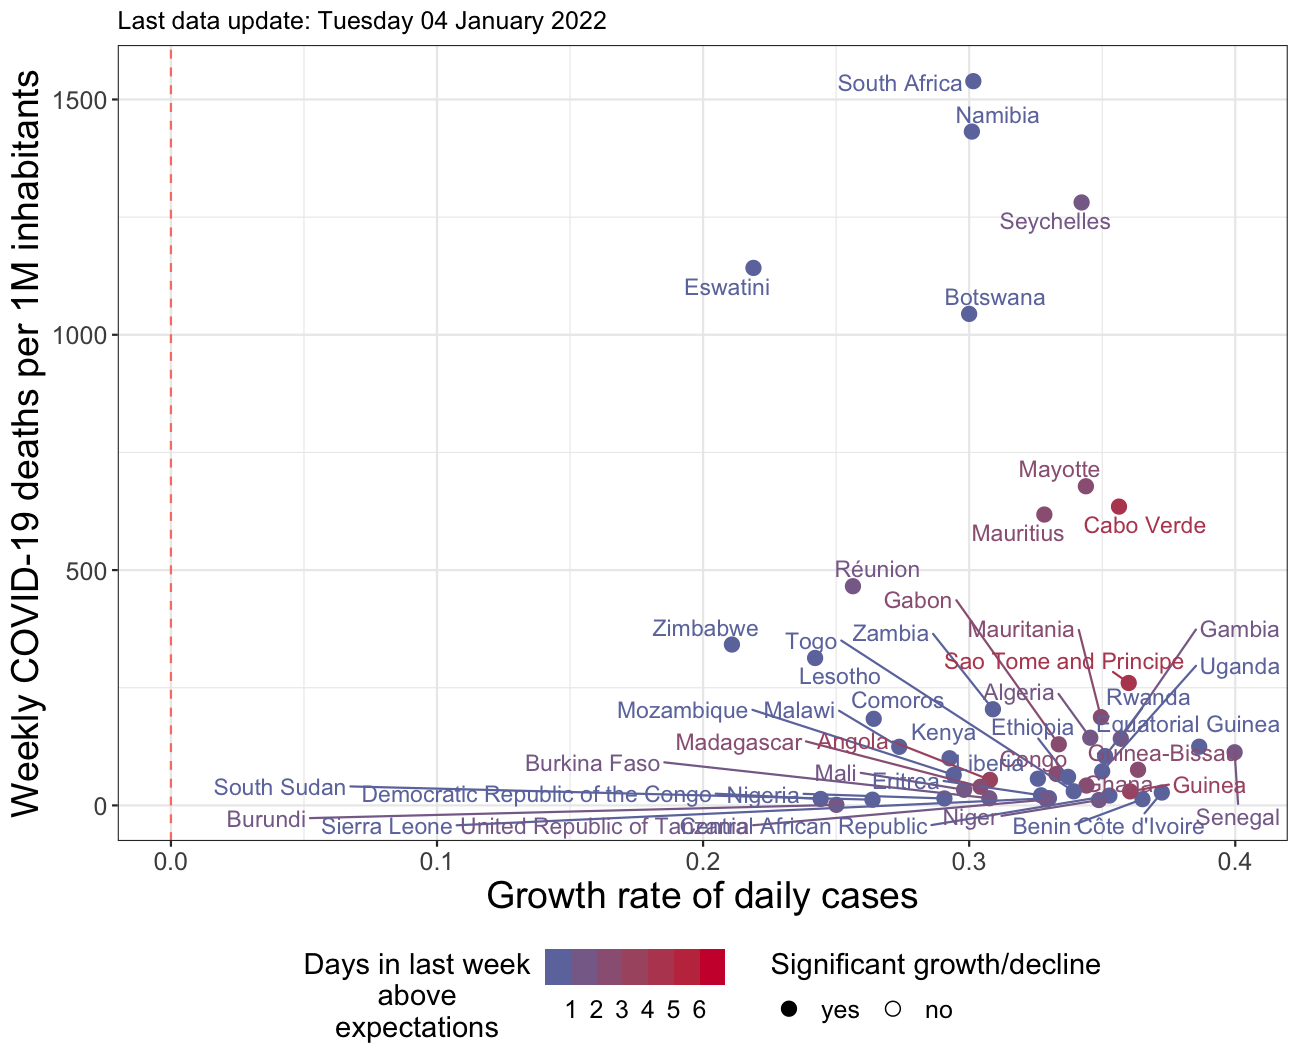 Last data update: Tuesday 04 January 2022
Weekly COVID-19 deaths per 1M inhabitants
1500
1000
500
0
South Africa
Namibia
Seychelles
Eswatini
Botswana
Mayotte
Cabo Verde
Mauritius
Réunion
Gabon
Zimbabwe
Togo
Zambia
Mauritania
Gambia
Sao Tome and Principe
Uganda
Lesotho
Algeria
Rwanda
Comoros
Mozambique
Malawi
Ethiopia
Equatorial Guinea
Kenya
Madagascar
Angola
Guinea-Bissau
Congo
Liberia
Burkina Faso
Mali
Eritrea
Ghana
Guinea
South Sudan
Democratic Republic of the Congo
Nigeria
Burundi
Niger
Senegal
Sierra Leone
United Republic of Tanzania
Central African Republic
Benin
Côte d'Ivoire
0.0
0.1
0.2
0.3
0.4
Growth rate of daily cases
Days in last week
above
expectations
1 2 3 4 5 6
Significant growth/decline
yes
no